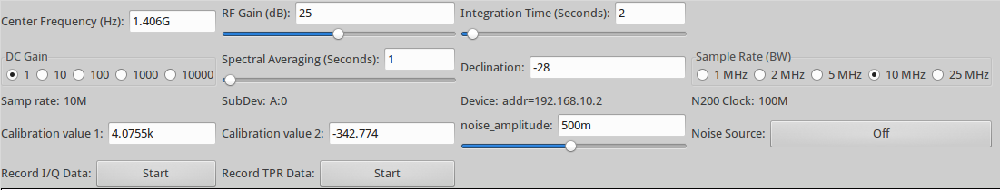 Center Frequency (Hz): 1.406G
RF Gain (dB): 25
Integration Time (Seconds): 2
DC Gain
1 10 100 1000 10000
Spectral Averaging (Seconds): 1
Declination: -28
Sample Rate (BW)
1 MHz 2 MHz 5 MHz 10 MHz 25 MHz
Samp rate: 10M
SubDev: A:0
Device: addr=192.168.10.2
N200 Clock: 100M
Calibration value 1: 4.0755k
Calibration value 2: -342.774
noise_amplitude: 500m
Noise Source: Off
Record I/Q Data: Start
Record TPR Data: Start